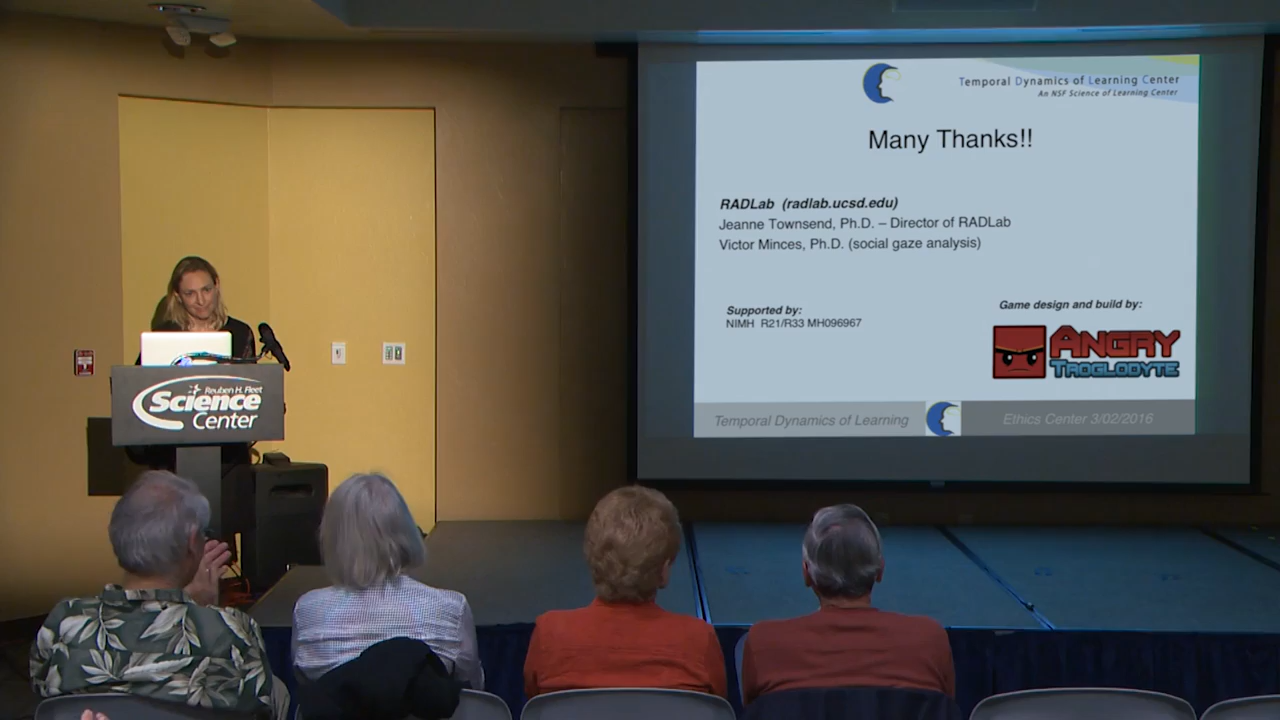 Temporal Dynamics of Learning Center
An NSF Science of Learning Center
Many Thanks!!
RADLab (radlab.ucsd.edu)
Jeanne Townsend, Ph.D. – Director of RADLab
Victor Minces, Ph.D. (social gaze analysis)
Supported by:
NIMH R21/R33 MH096967
Game design and build by:
ANGRY
TROGLODYTE
Temporal Dynamics of Learning
Ethics Center 3/02/2016
Reuben H. Fleet
Science
Center